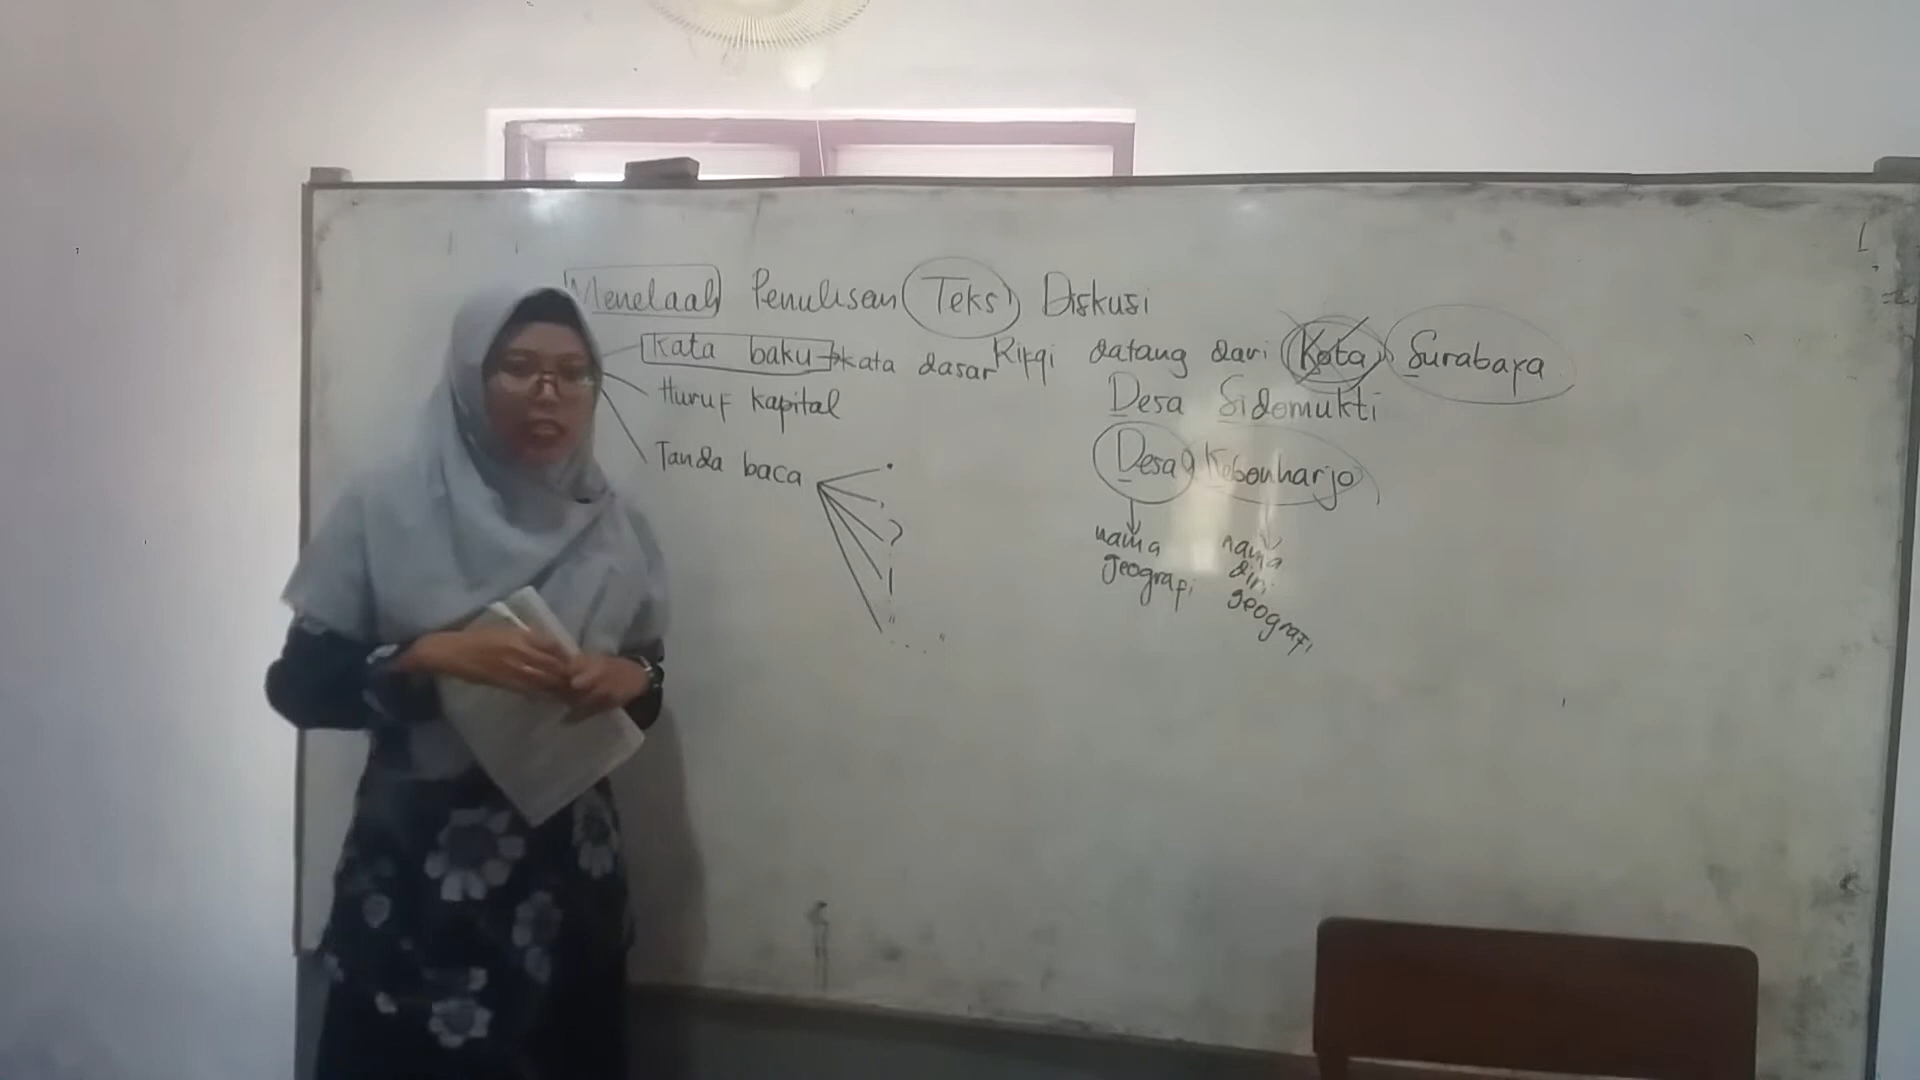 Menelaah Penulisan Teks Diskusi
Kata baku → kata dasar
Huruf Kapital
Tanda baca
.
,
?
!
" .... "
Rifqi datang dari Kota Surabaya
Desa Sidomukti
Desa Kebonharjo
nama geografi
nama diri geografi